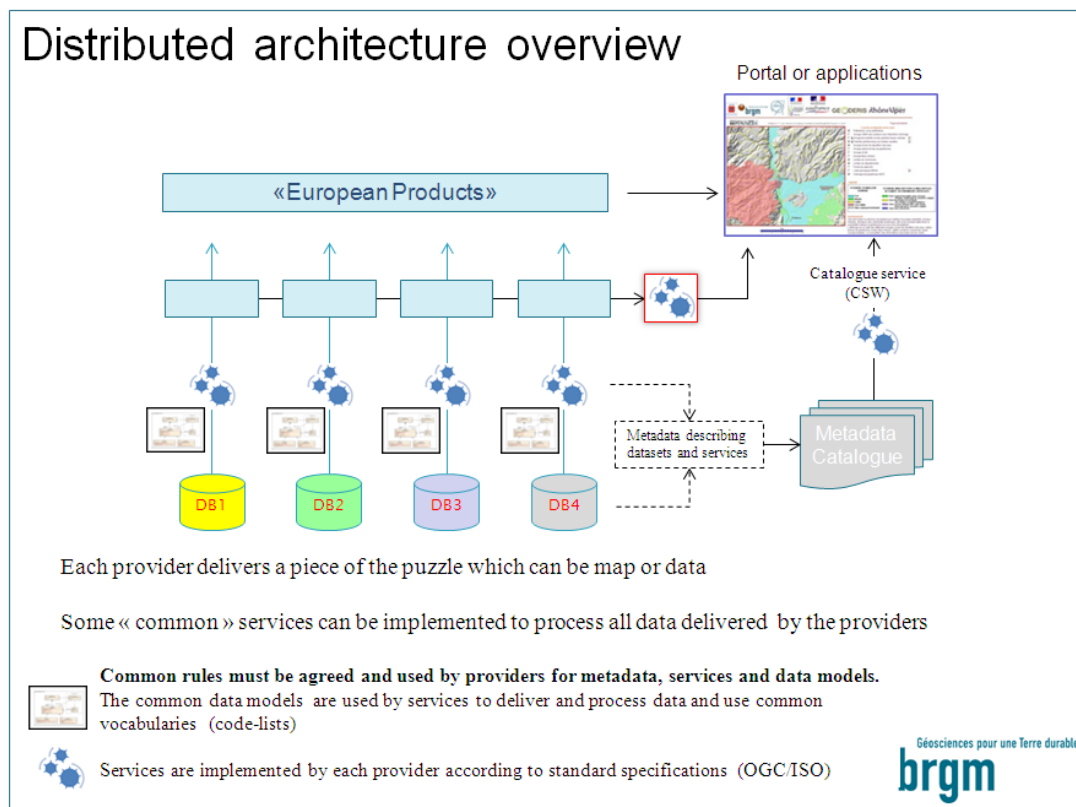 Distributed architecture overview
Portal or applications
brgm
«European Products»
Catalogue service
(CSW)
Metadata describing
datasets and services
Metadata
Catalogue
DB1
DB2
DB3
DB4
Each provider delivers a piece of the puzzle which can be map or data
Some « common » services can be implemented to process all data delivered by the providers
Common rules must be agreed and used by providers for metadata, services and data models.
The common data models are used by services to deliver and process data and use common
vocabularies (code-lists)
Services are implemented by each provider according to standard specifications (OGC/ISO)
Géosciences pour une Terre durable
brgm